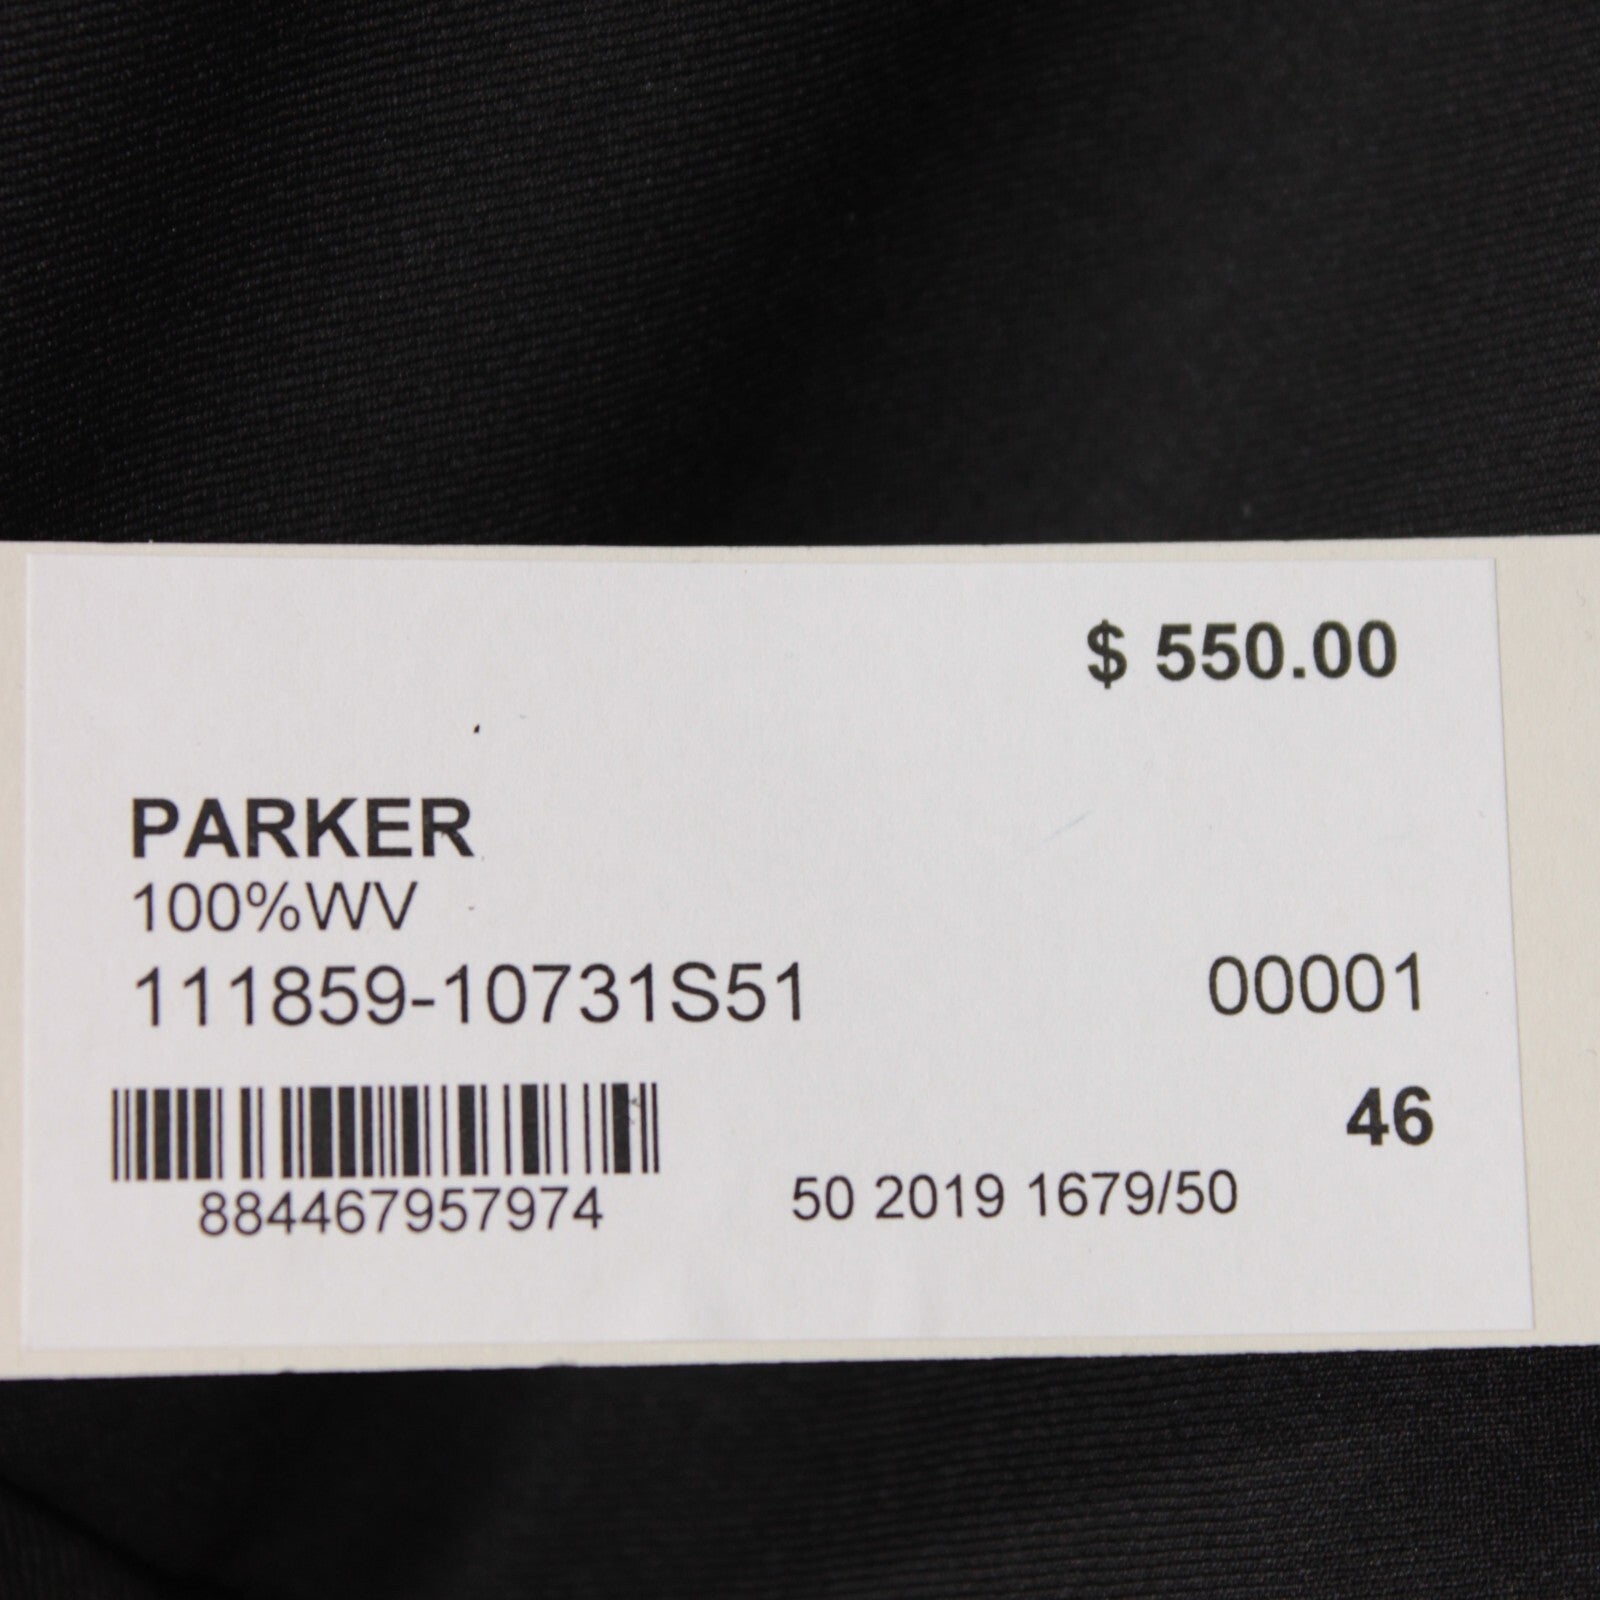 $ 550.00
PARKER
100%WV
111859-10731S51 00001
46
884467957974 50 2019 1679/50